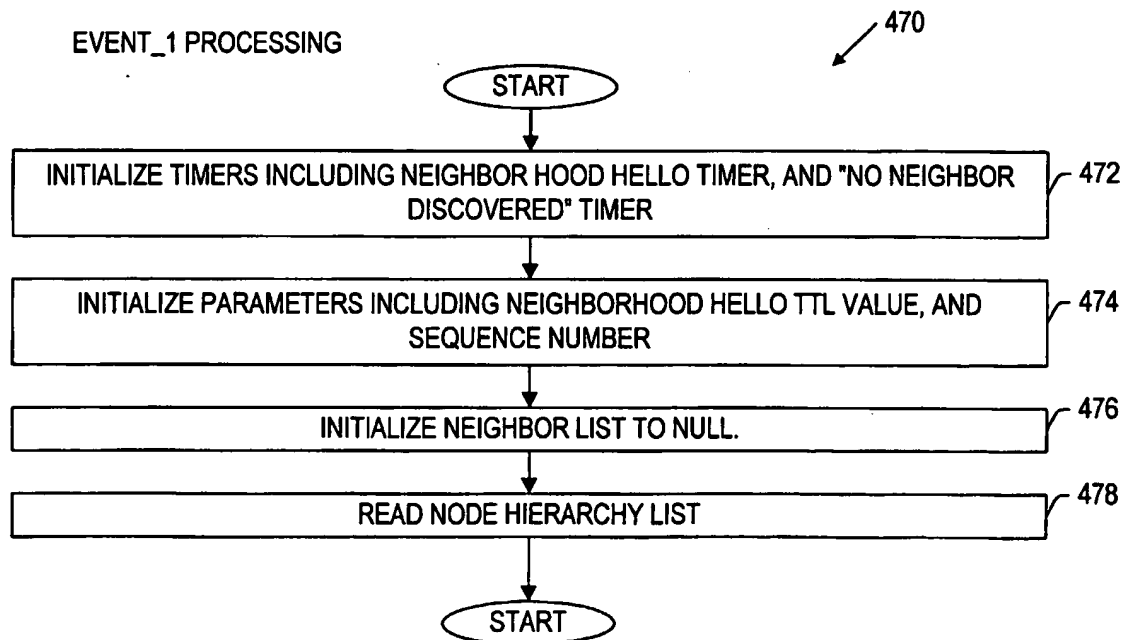 470
EVENT_1 PROCESSING
START
INITIALIZE TIMERS INCLUDING NEIGHBOR HOOD HELLO TIMER, AND "NO NEIGHBOR
DISCOVERED" TIMER
472
INITIALIZE PARAMETERS INCLUDING NEIGHBORHOOD HELLO TTL VALUE, AND
SEQUENCE NUMBER
474
INITIALIZE NEIGHBOR LIST TO NULL.
476
READ NODE HIERARCHY LIST
478
START